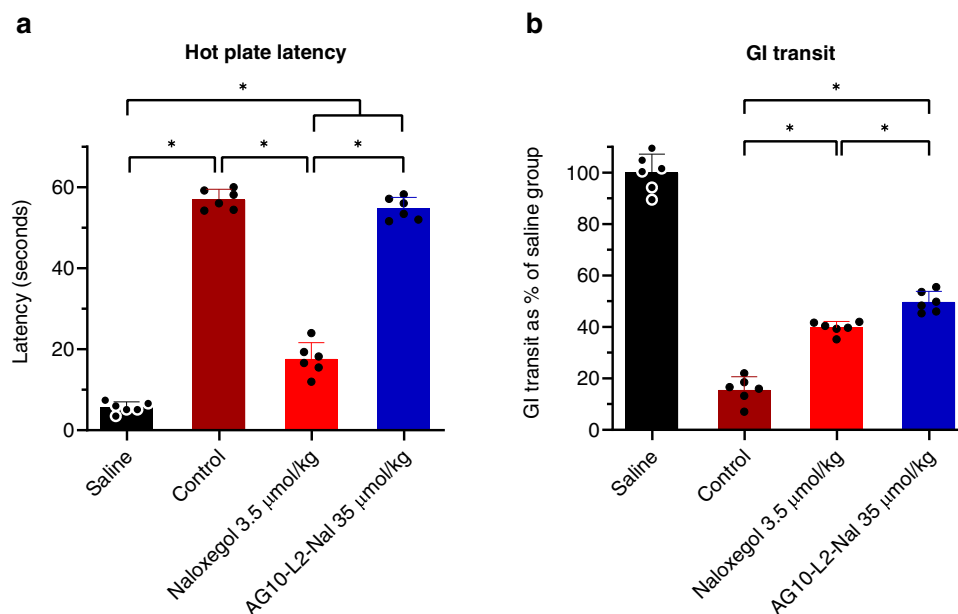 a
Hot plate latency
*
* * *
60
40
20
0
Latency (seconds)
Saline
Control
Naloxegol 3.5 μmol/kg
AG10-L2-Nal 35 μmol/kg
b
GI transit
*
* *
100
80
60
40
20
0
GI transit as % of saline group
Saline
Control
Naloxegol 3.5 μmol/kg
AG10-L2-Nal 35 μmol/kg